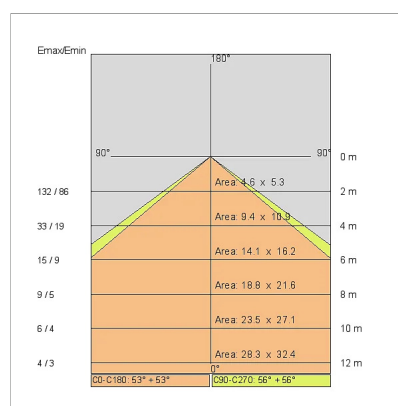 Emax/Emin
180°
90° 90° 0 m
Area: 4.6 x 5.3
132 / 86 2 m
Area: 9.4 x 10.9
33 / 19 4 m
Area: 14.1 x 16.2
15 / 9 6 m
Area: 18.8 x 21.6
9 / 5 8 m
Area: 23.5 x 27.1
6 / 4 10 m
Area: 28.3 x 32.4
4 / 3 12 m
0°
C0-C180: 53° + 53° C90-C270: 56° + 56°